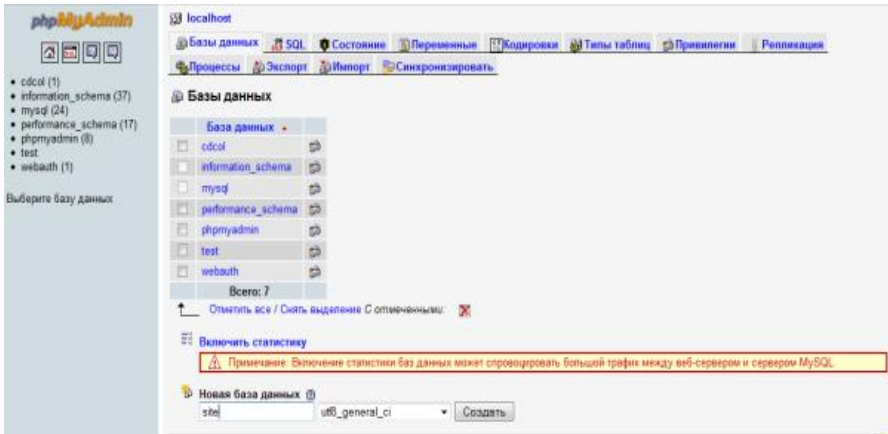 phpMyAdmin
cdcol (1)
information_schema (37)
mysql (24)
performance_schema (17)
phpmyadmin (8)
test
webauth (1)
Выберите базу данных
localhost
Базы данных SQL Состояние Переменные Кодировки Типы таблиц Привилегии Репликация
Процессы Экспорт Импорт Синхронизировать
Базы данных
База данных
cdcol
information_schema
mysql
performance_schema
phpmyadmin
test
webauth
Всего: 7
Отметить все / Снять выделение С отмеченными:
Включить статистику
Примечание: Включение статистики баз данных может спровоцировать большой трафик между веб-сервером и сервером MySQL.
Новая база данных
site utf8_general_ci Создать